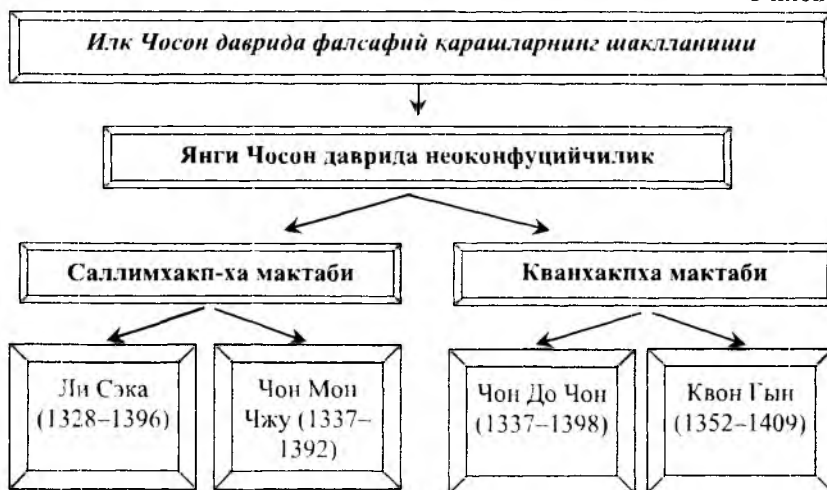 Илк Чосон даврида фалсафий қарашларнинг шаклланиши
Янги Чосон даврида неоконфуцийчилик
Саллимхакп-ха мактаби
Кванхакпха мактаби
Ли Сэка
(1328–1396)
Чон Мон
Чжу (1337–
1392)
Чон До Чон
(1337–1398)
Квон Гын
(1352–1409)